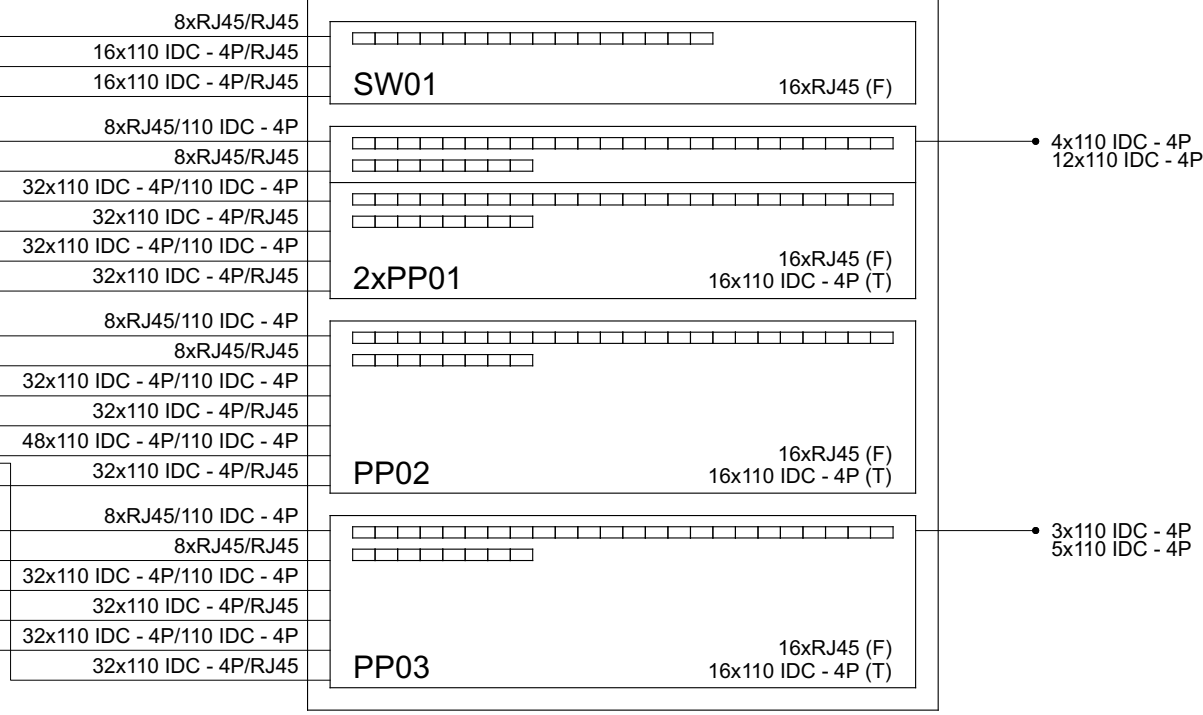 8xRJ45/RJ45
16x110 IDC - 4P/RJ45
16x110 IDC - 4P/RJ45
SW01
16xRJ45 (F)
8xRJ45/110 IDC - 4P
8xRJ45/RJ45
32x110 IDC - 4P/110 IDC - 4P
32x110 IDC - 4P/RJ45
32x110 IDC - 4P/110 IDC - 4P
32x110 IDC - 4P/RJ45
2xPP01
16xRJ45 (F)
16x110 IDC - 4P (T)
4x110 IDC - 4P
12x110 IDC - 4P
8xRJ45/110 IDC - 4P
8xRJ45/RJ45
32x110 IDC - 4P/110 IDC - 4P
32x110 IDC - 4P/RJ45
48x110 IDC - 4P/110 IDC - 4P
32x110 IDC - 4P/RJ45
PP02
16xRJ45 (F)
16x110 IDC - 4P (T)
8xRJ45/110 IDC - 4P
8xRJ45/RJ45
32x110 IDC - 4P/110 IDC - 4P
32x110 IDC - 4P/RJ45
32x110 IDC - 4P/110 IDC - 4P
32x110 IDC - 4P/RJ45
PP03
16xRJ45 (F)
16x110 IDC - 4P (T)
3x110 IDC - 4P
5x110 IDC - 4P